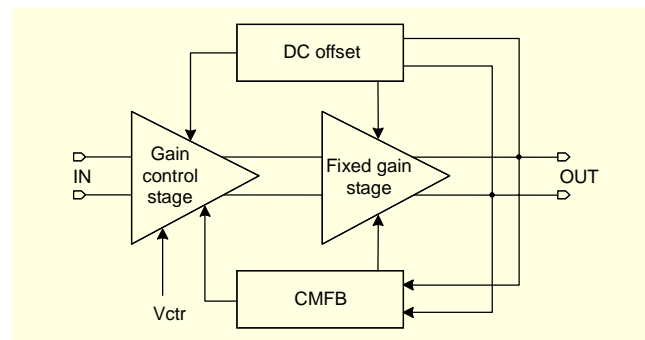 DC offset
IN
Gain
control
stage
Fixed gain
stage
OUT
Vctr
CMFB